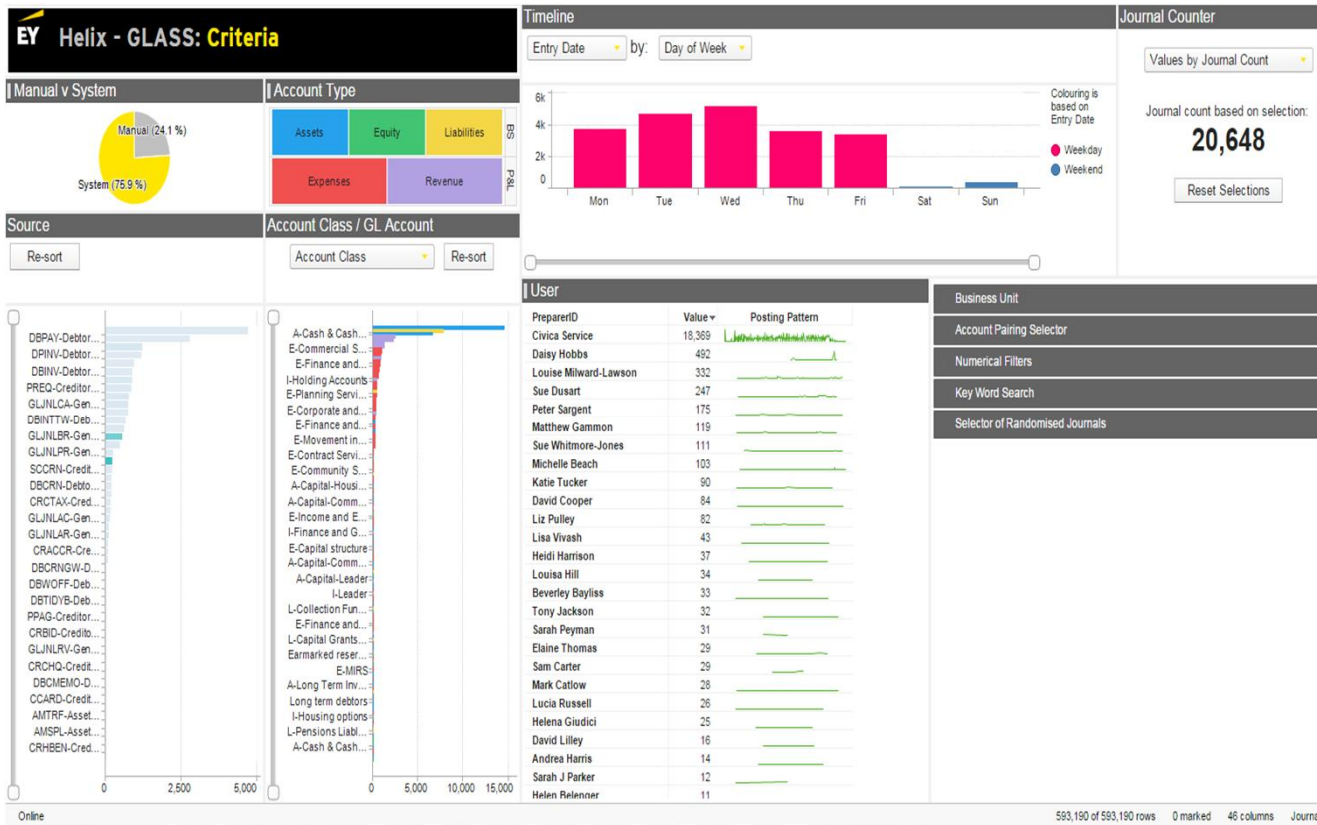 EY Helix - GLASS: Criteria
Manual v System
Manual (24.1 %)
System (75.9 %)
Account Type
Assets
Equity
Liabilities
BS
Expenses
Revenue
P&L
Timeline
Entry Date
by:
Day of Week
6k
4k
2k
0
Mon
Tue
Wed
Thu
Fri
Sat
Sun
Colouring is
based on
Entry Date
Weekday
Weekend
Journal Counter
Values by Journal Count
Journal count based on selection:
20,648
Reset Selections
Source
Re-sort
DBPAY-Debtor...
DPINV-Debtor...
DBINV-Debtor...
PREQ-Creditor...
GLJNLCA-Gen...
DBINTTW-Deb...
GLJNLBR-Gen...
GLJNLPR-Gen...
SCCRN-Credit...
DBCRN-Debto...
CRCTAX-Cred...
GLJNLAC-Gen...
GLJNLAR-Gen...
CRACCR-Cre...
DBCRNGW-D...
DBWOFF-Deb...
DBTIDYB-Deb...
PPAG-Creditor...
CRBID-Credito...
GLJNLRV-Gen...
CRCHQ-Credit...
DBCMEMO-D...
CCARD-Credit...
AMTRF-Asset...
AMSPL-Asset...
CRHBEN-Cred...
0
2,500
5,000
Account Class / GL Account
Account Class
Re-sort
A-Cash & Cash...
E-Commercial S...
E-Finance and...
I-Holding Accounts
E-Planning Servi...
E-Corporate and...
E-Finance and...
E-Movement in...
E-Contract Servi...
E-Community S...
A-Capital-Housi...
A-Capital-Comm...
E-Income and E...
I-Finance and G...
E-Capital structure
A-Capital-Comm...
A-Capital-Leader
I-Leader
L-Collection Fun...
E-Finance and...
L-Capital Grants...
Earmarked reser...
E-MIRS
A-Long Term Inv...
Long term debtors
I-Housing options
L-Pensions Liabl...
A-Cash & Cash...
0
5,000
10,000
15,000
User
PreparerID Value Posting Pattern
Civica Service 18,369
Daisy Hobbs 492
Louise Milward-Lawson 332
Sue Dusart 247
Peter Sargent 175
Matthew Gammon 119
Sue Whitmore-Jones 111
Michelle Beach 103
Katie Tucker 90
David Cooper 84
Liz Pulley 82
Lisa Vivash 43
Heidi Harrison 37
Louisa Hill 34
Beverley Bayliss 33
Tony Jackson 32
Sarah Peyman 31
Elaine Thomas 29
Sam Carter 29
Mark Catlow 28
Lucia Russell 26
Helena Giudici 25
David Lilley 16
Andrea Harris 14
Sarah J Parker 12
Helen Belenger 11
Business Unit
Account Pairing Selector
Numerical Filters
Key Word Search
Selector of Randomised Journals
Online
593,190 of 593,190 rows
0 marked
46 columns
Journa